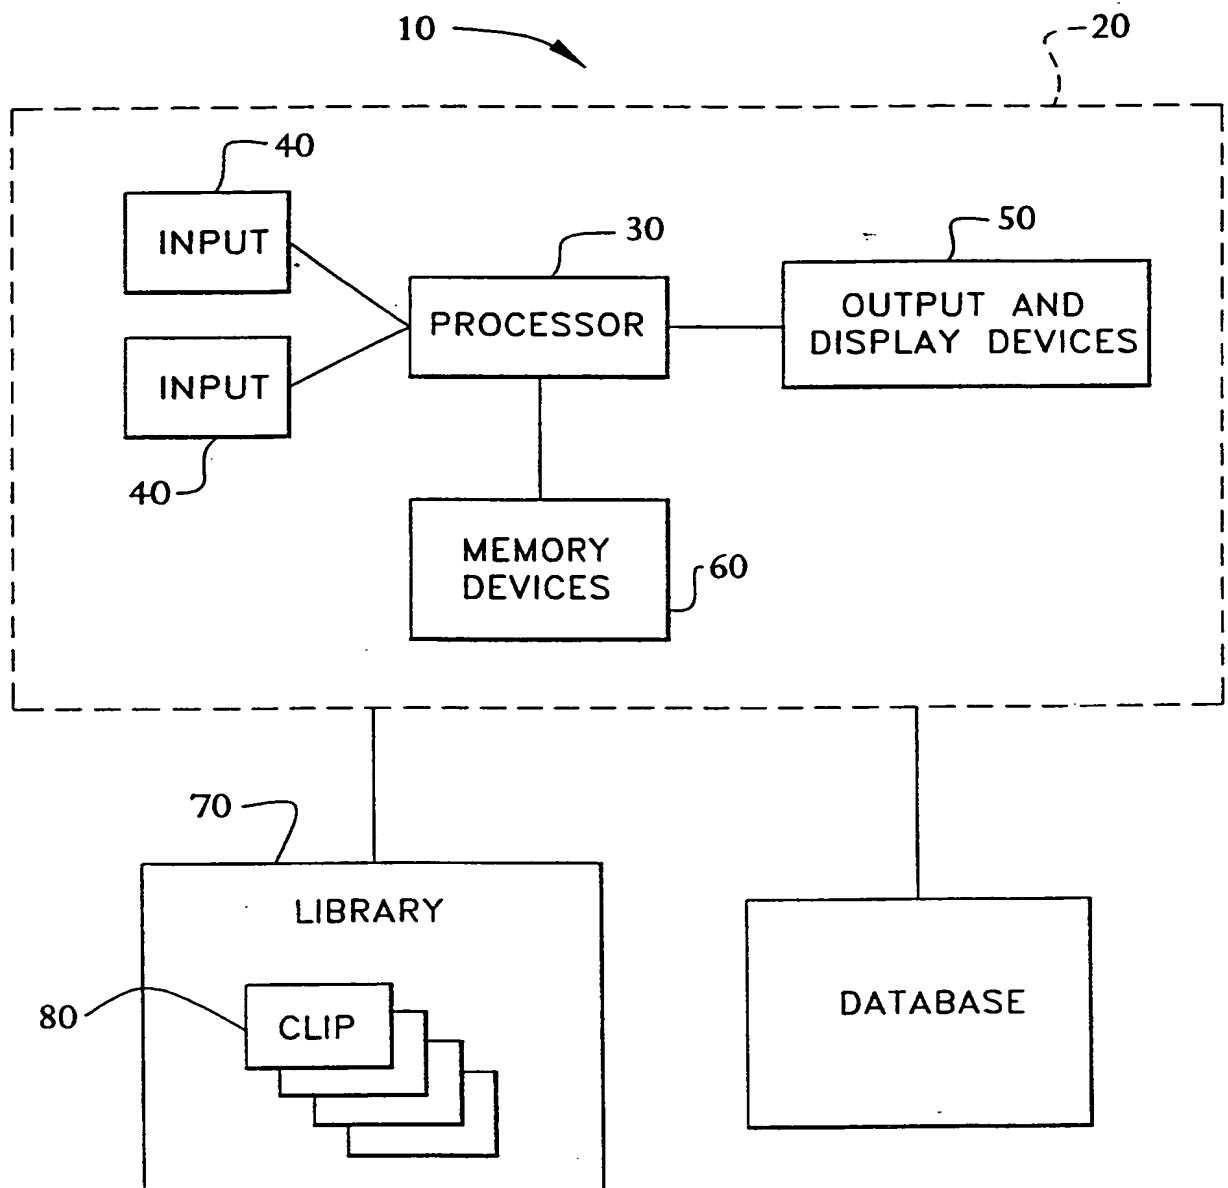 10
20
40
INPUT
30
PROCESSOR
50
OUTPUT AND
DISPLAY DEVICES
INPUT
40
MEMORY
DEVICES
60
70
LIBRARY
80
CLIP
DATABASE